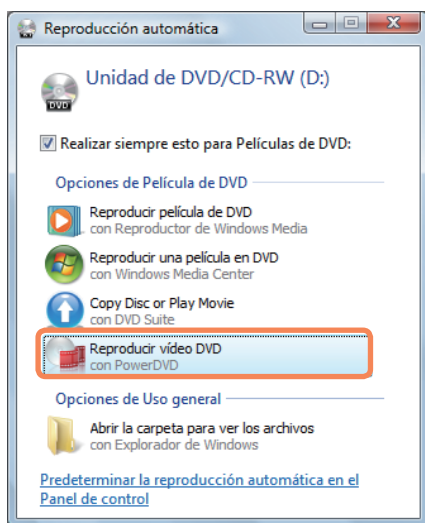 Reproducción automática
Unidad de DVD/CD-RW (D:)
DVD
Realizar siempre esto para Películas de DVD:
Opciones de Película de DVD
Reproducir película de DVD
con Reproductor de Windows Media
Reproducir una película en DVD
con Windows Media Center
Copy Disc or Play Movie
con DVD Suite
Reproducir vídeo DVD
con PowerDVD
Opciones de Uso general
Abrir la carpeta para ver los archivos
con Explorador de Windows
Predeterminar la reproducción automática en el
Panel de control